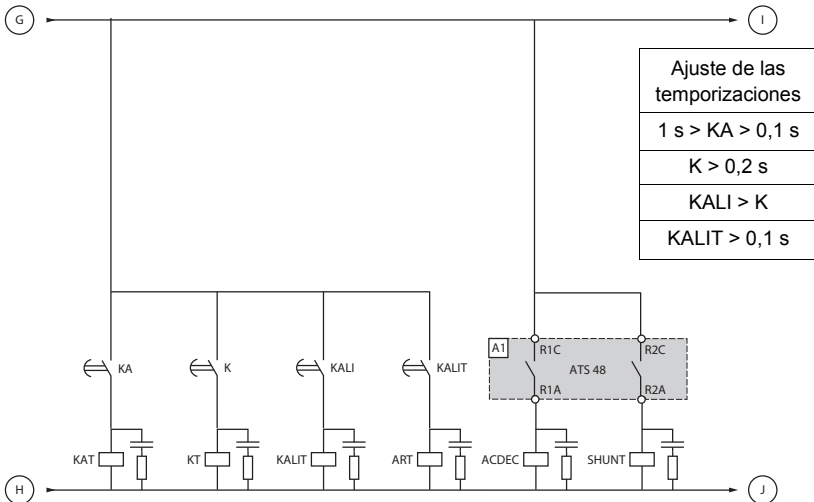 G
I
Ajuste de las
temporizaciones
1 s > KA > 0,1 s
K > 0,2 s
KALI > K
KALIT > 0,1 s
A1
R1C
R2C
KA
K
KALI
KALIT
ATS 48
R1A
R2A
KAT
KT
KALIT
ART
ACDEC
SHUNT
H
J